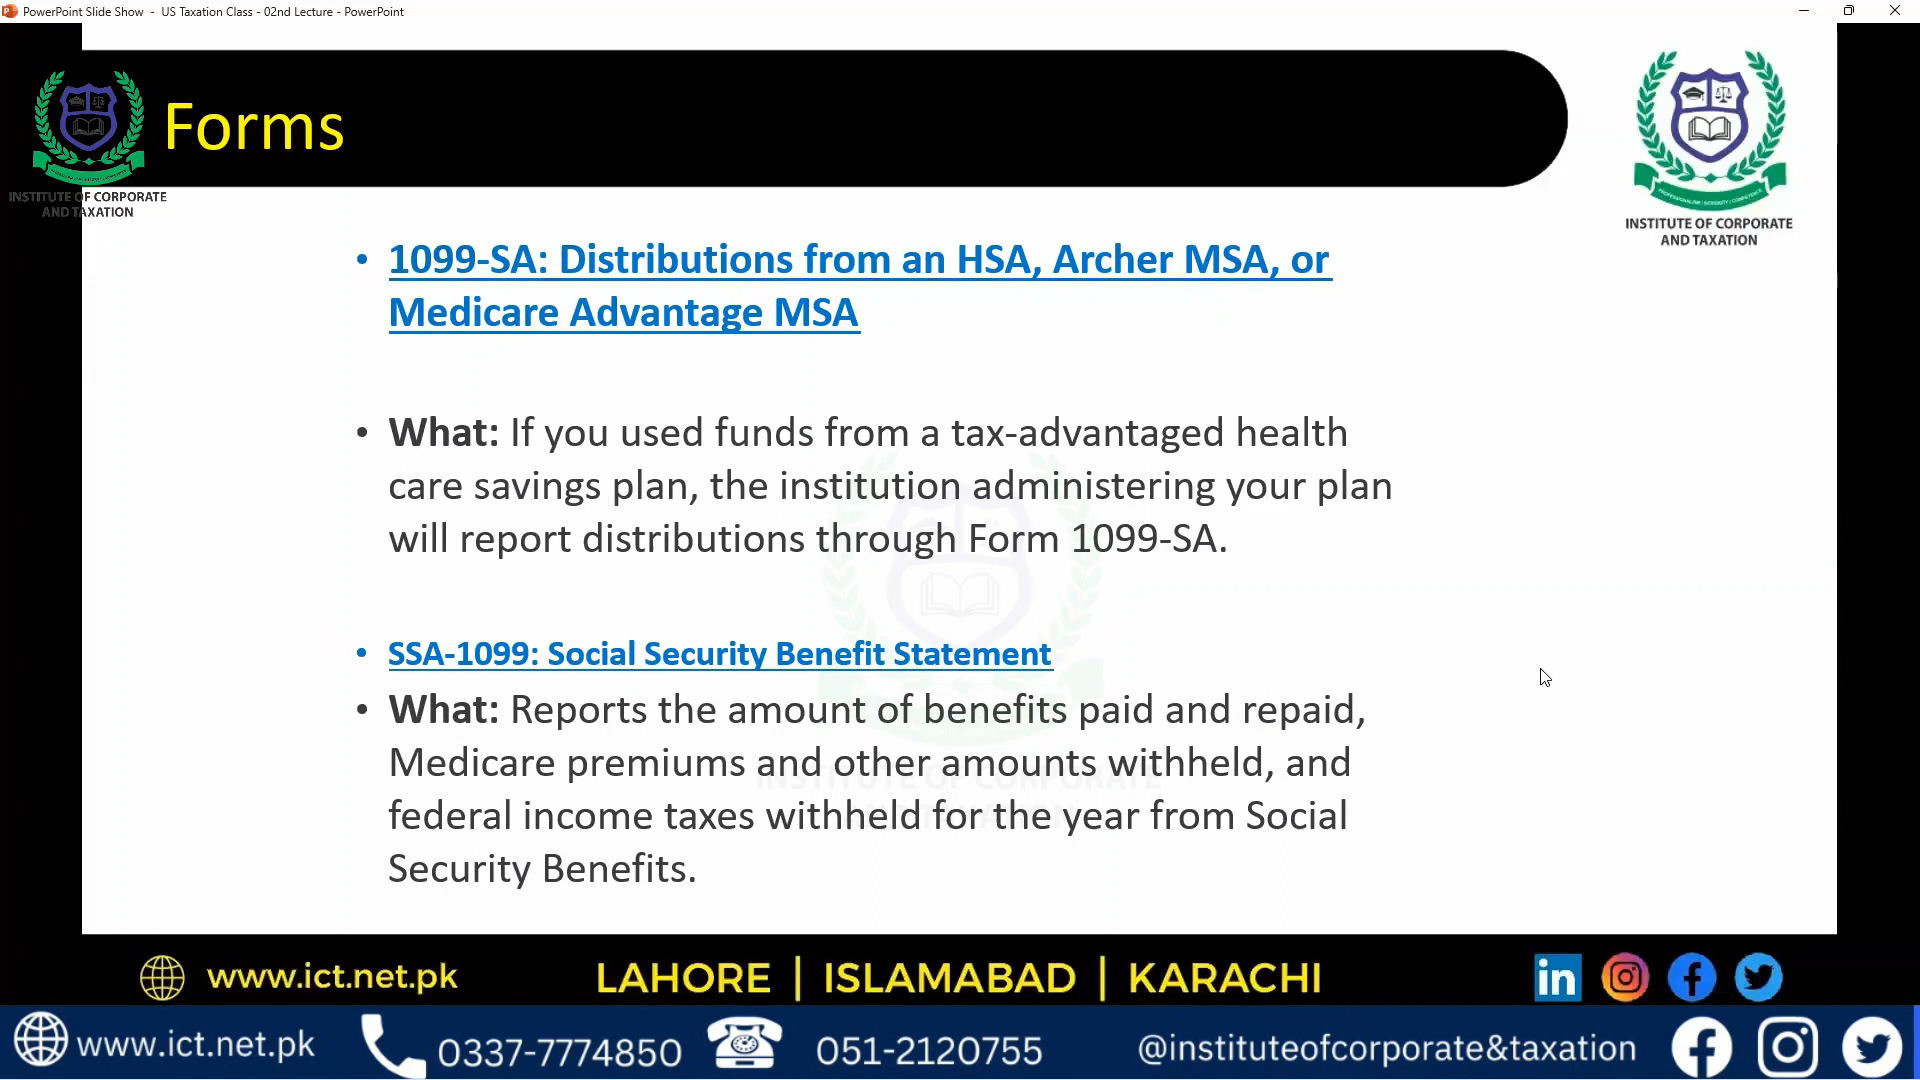 PowerPoint Slide Show - US Taxation Class - 02nd Lecture - PowerPoint
Forms
INSTITUTE OF CORPORATE
AND TAXATION
INSTITUTE OF CORPORATE
AND TAXATION
• 1099-SA: Distributions from an HSA, Archer MSA, or
Medicare Advantage MSA
• What: If you used funds from a tax-advantaged health
care savings plan, the institution administering your plan
will report distributions through Form 1099-SA.
• SSA-1099: Social Security Benefit Statement
• What: Reports the amount of benefits paid and repaid,
Medicare premiums and other amounts withheld, and
federal income taxes withheld for the year from Social
Security Benefits.
INSTITUTE OF CORPORATE
AND TAXATION
www.ict.net.pk LAHORE | ISLAMABAD | KARACHI
www.ict.net.pk 0337-7774850 051-2120755 @instituteofcorporate&taxation